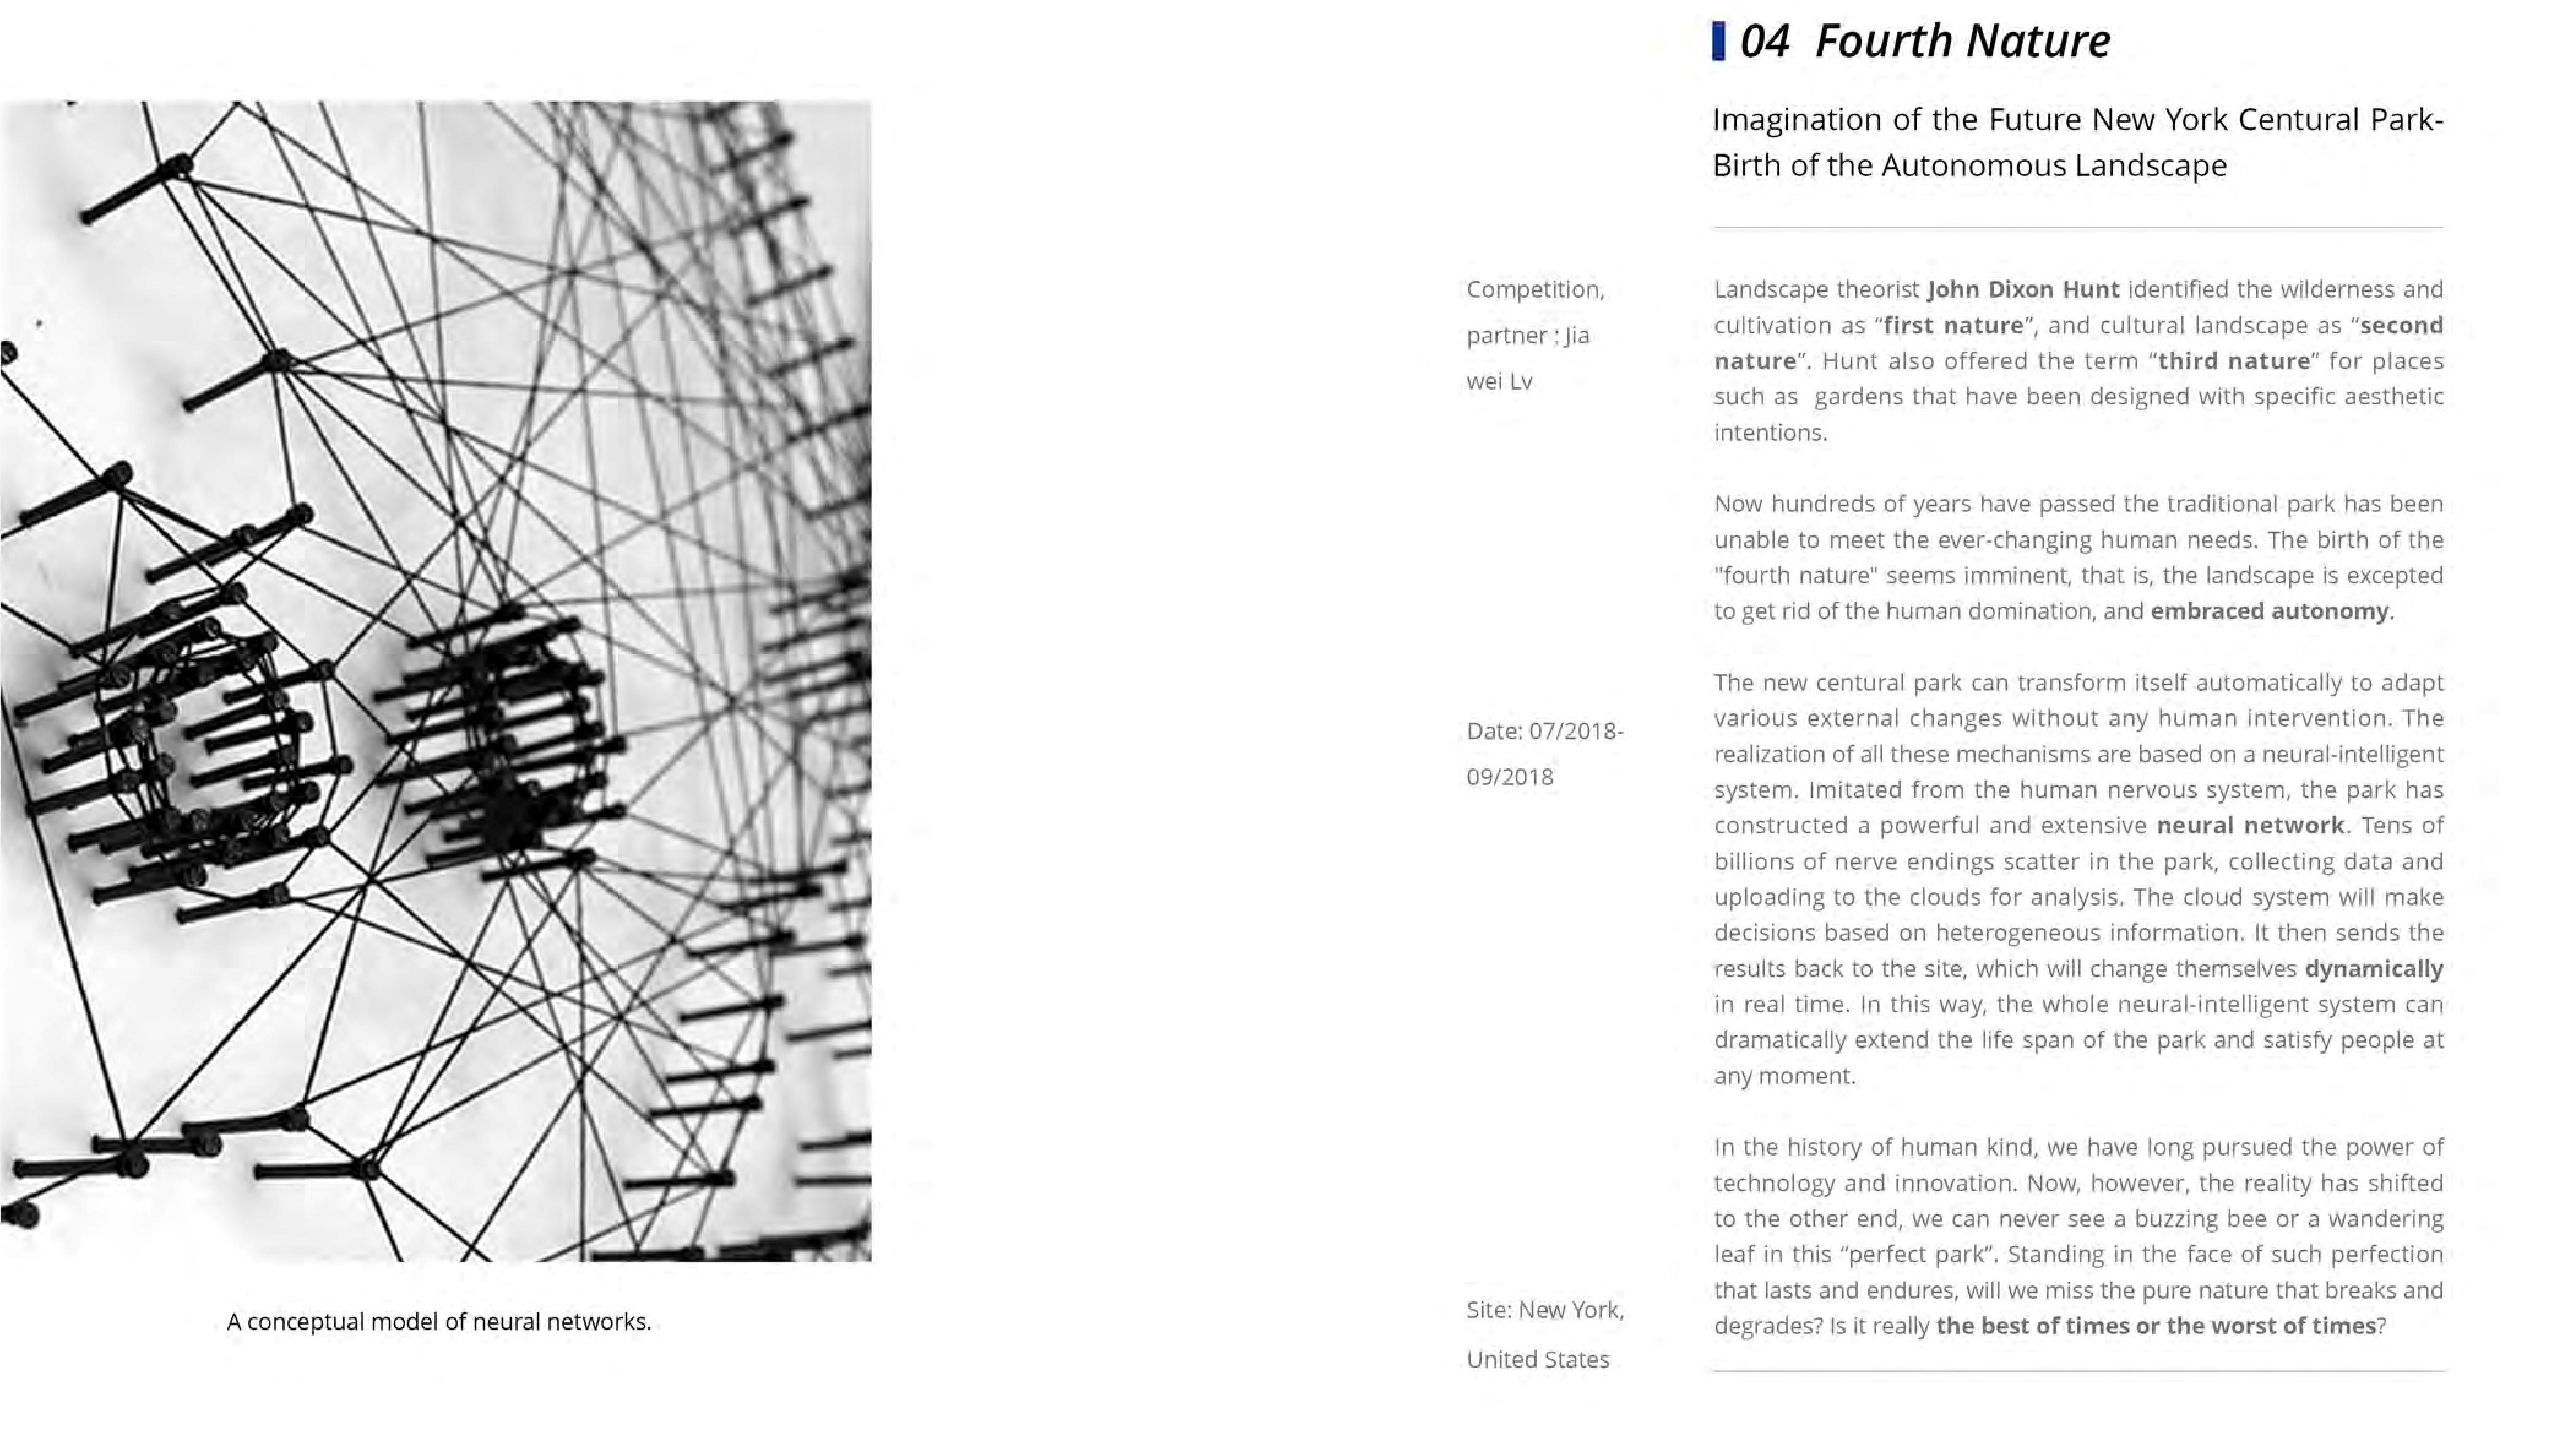 04 Fourth Nature
Imagination of the Future New York Centural Park-
Birth of the Autonomous Landscape
Competition,
partner : Jia
wei Lv
Date: 07/2018-
09/2018
Site: New York,
United States
Landscape theorist John Dixon Hunt identified the wilderness and
cultivation as “first nature”, and cultural landscape as “second
nature”. Hunt also offered the term “third nature” for places
such as gardens that have been designed with specific aesthetic
intentions.
Now hundreds of years have passed the traditional park has been
unable to meet the ever-changing human needs. The birth of the
"fourth nature" seems imminent, that is, the landscape is excepted
to get rid of the human domination, and embraced autonomy.
The new centural park can transform itself automatically to adapt
various external changes without any human intervention. The
realization of all these mechanisms are based on a neural-intelligent
system. Imitated from the human nervous system, the park has
constructed a powerful and extensive neural network. Tens of
billions of nerve endings scatter in the park, collecting data and
uploading to the clouds for analysis. The cloud system will make
decisions based on heterogeneous information. It then sends the
results back to the site, which will change themselves dynamically
in real time. In this way, the whole neural-intelligent system can
dramatically extend the life span of the park and satisfy people at
any moment.
In the history of human kind, we have long pursued the power of
technology and innovation. Now, however, the reality has shifted
to the other end, we can never see a buzzing bee or a wandering
leaf in this “perfect park”. Standing in the face of such perfection
that lasts and endures, will we miss the pure nature that breaks and
degrades? Is it really the best of times or the worst of times?
A conceptual model of neural networks.